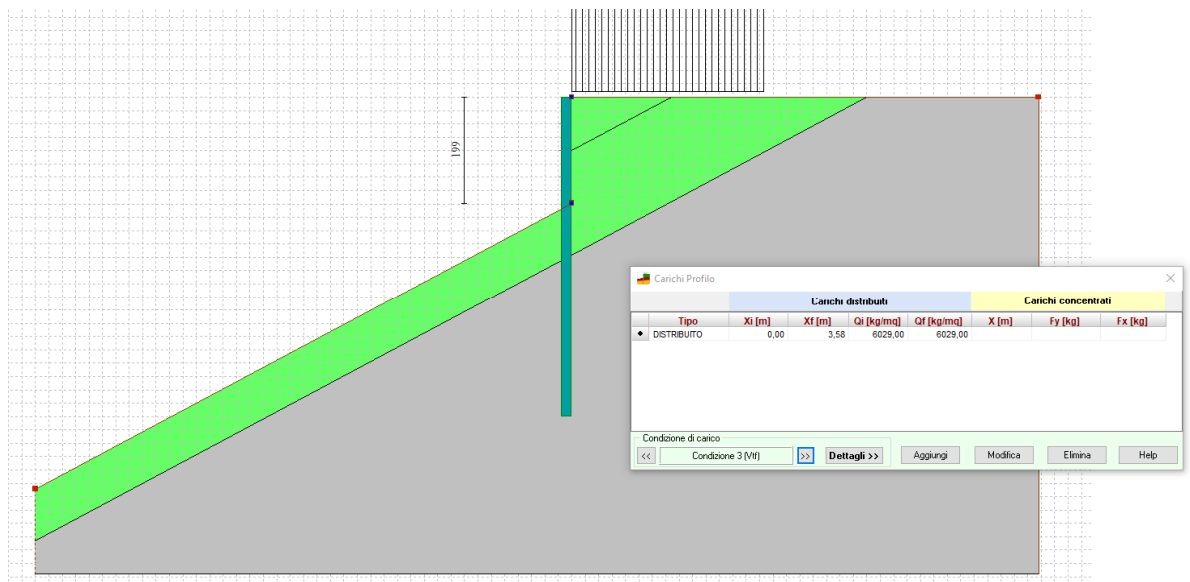 199
Carichi Profilo
Carichi distribuiti Carichi concentrati
Tipo Xi [m] Xf [m] Qi [kg/mq] Qf [kg/mq] X [m] Fy [kg] Fx [kg]
DISTRIBUITO 0,00 3,58 6029,00 6029,00
Condizione di carico
<< Condizione 3 (Vtf) >> Dettagli >> Aggiungi Modifica Elimina Help